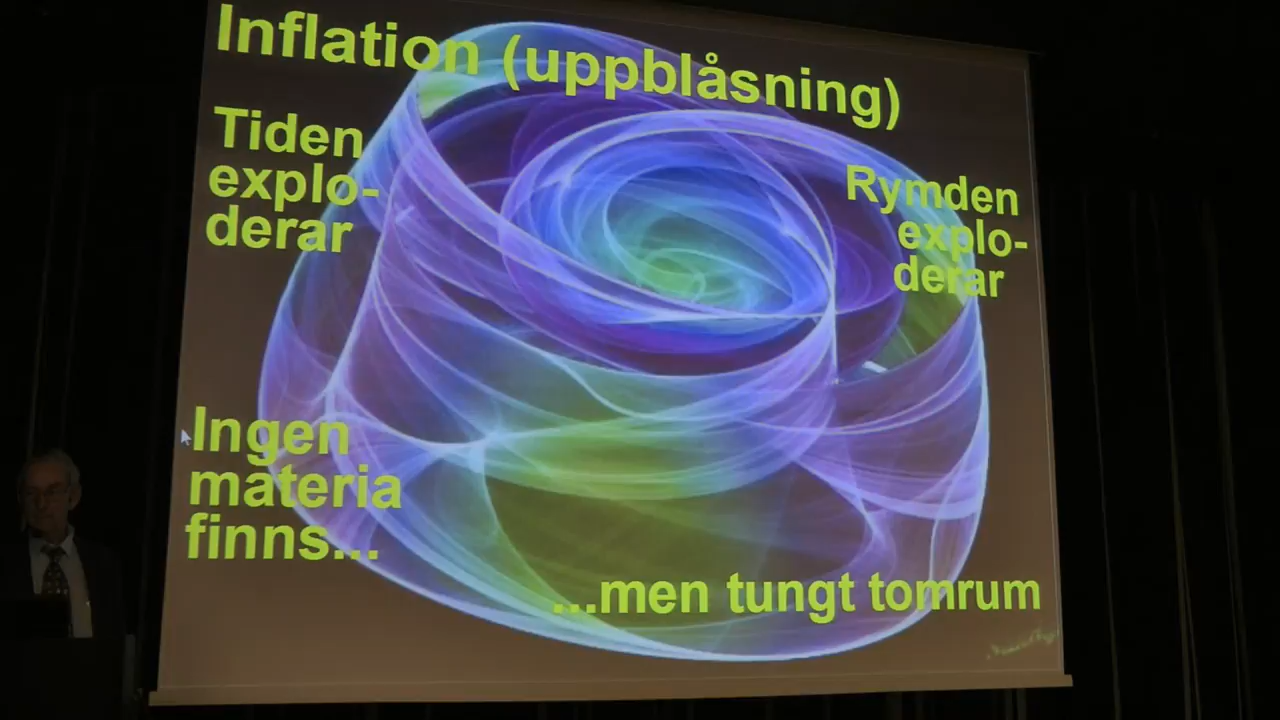 Inflation (uppblåsning)
Tiden
explo-
derar
Rymden
explo-
derar
Ingen
materia
finns...
...men tungt tomrum